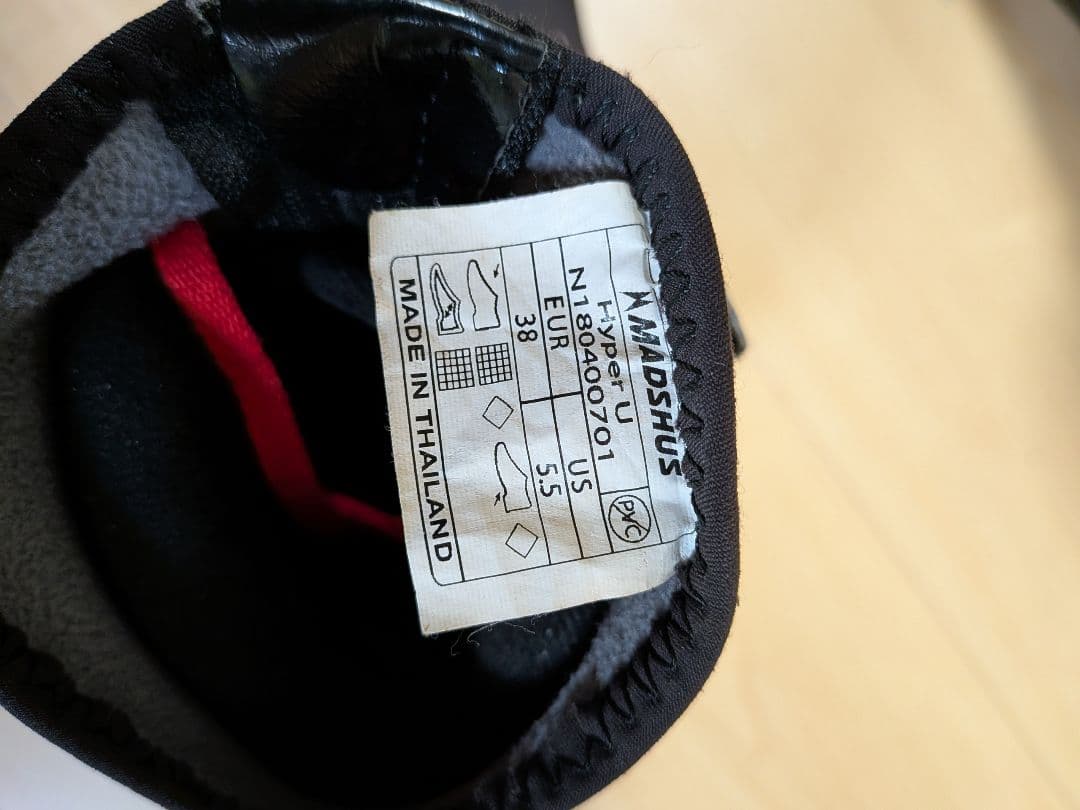 MADSHUS
Hyper U
N180400701
PVC
EUR US
38 5.5
MADE IN THAILAND